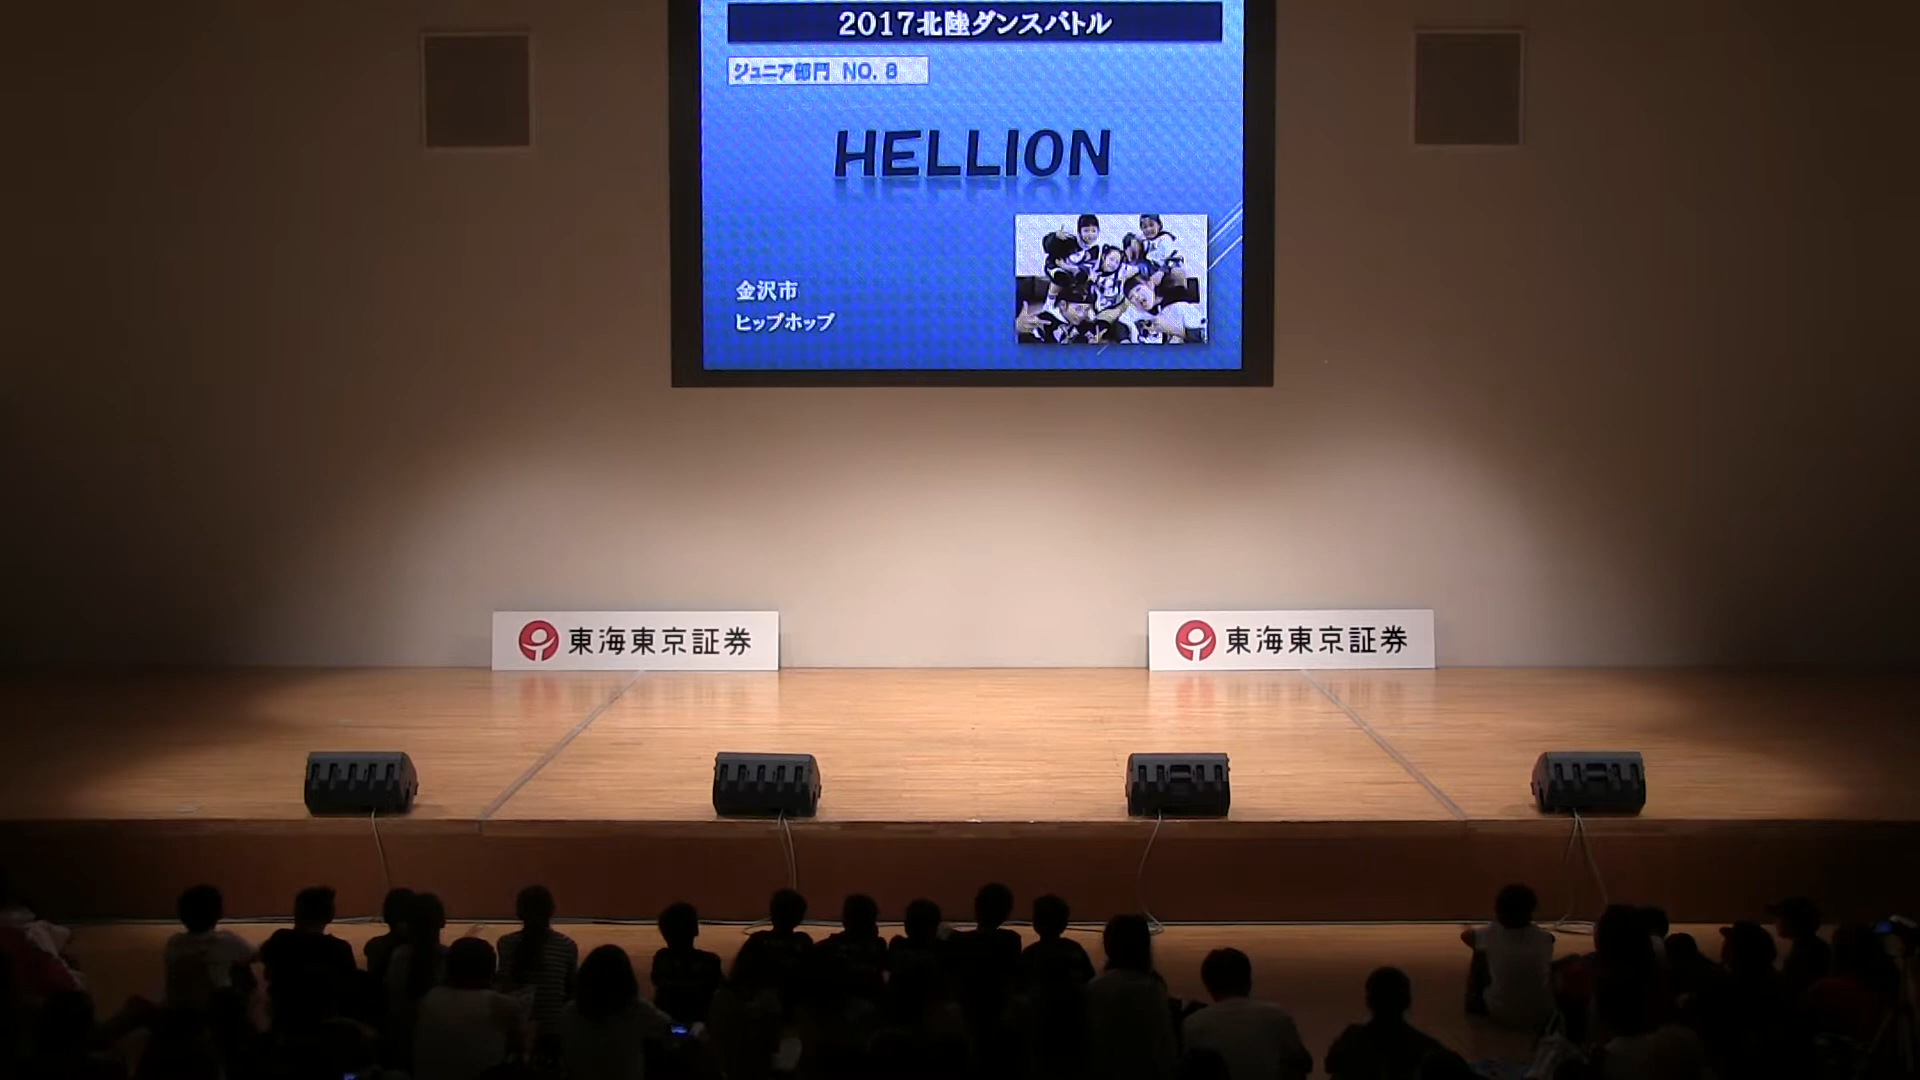 2017北陸ダンスバトル
ジュニア部門 NO. 8
HELLION
金沢市
ヒップホップ
東海東京証券
東海東京証券